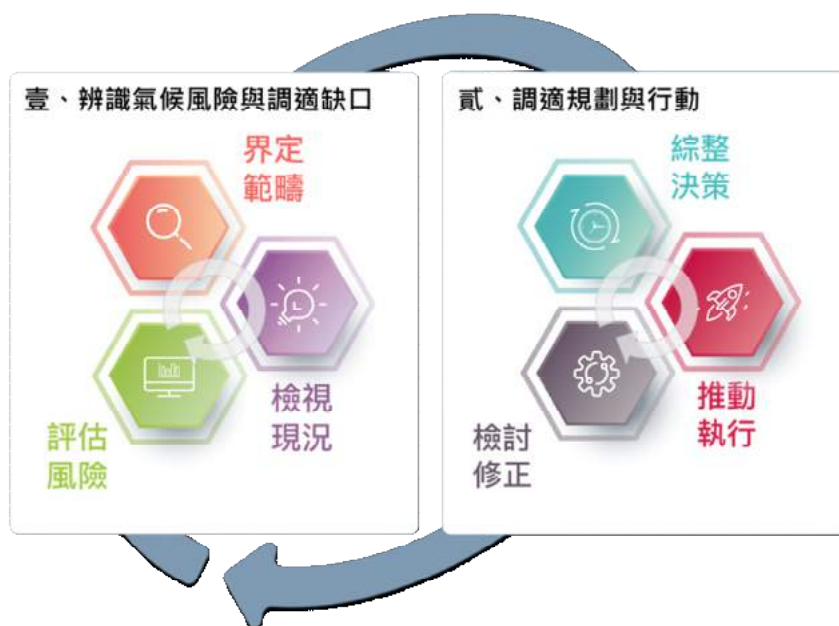 壹、辨識氣候風險與調適缺口
界定
範疇
檢視
現況
評估
風險
貳、調適規劃與行動
綜整
決策
推動
執行
檢討
修正